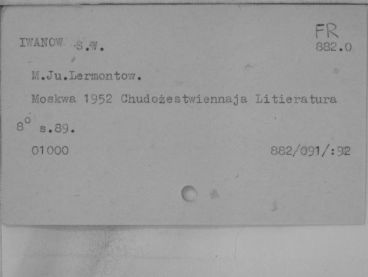 FR
IWANOW S.W.
882.0
M.Ju.Lermontow.
Moskwa 1952 Chudożestwiennaja Litieratura
8° s.89.
01000 882/091/:92